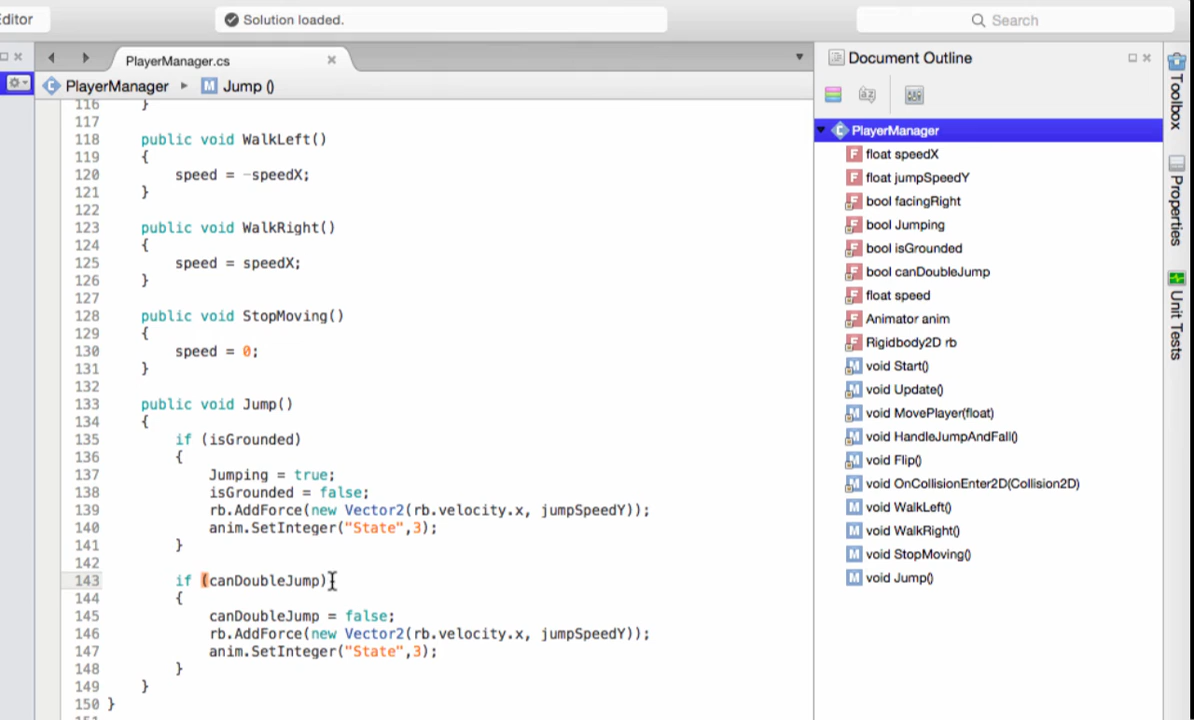 ditor
Solution loaded.
Search
PlayerManager.cs
Document Outline
PlayerManager
Jump ()
116 }
117
118 public void WalkLeft()
119 {
120 speed = -speedX;
121 }
122
123 public void WalkRight()
124 {
125 speed = speedX;
126 }
127
128 public void StopMoving()
129 {
130 speed = 0;
131 }
132
133 public void Jump()
134 {
135 if (isGrounded)
136 {
137 Jumping = true;
138 isGrounded = false;
139 rb.AddForce(new Vector2(rb.velocity.x, jumpSpeedY));
140 anim.SetInteger("State",3);
141 }
142
143 if (canDoubleJump)
144 {
145 canDoubleJump = false;
146 rb.AddForce(new Vector2(rb.velocity.x, jumpSpeedY));
147 anim.SetInteger("State",3);
148 }
149 }
150 }
PlayerManager
float speedX
float jumpSpeedY
bool facingRight
bool Jumping
bool isGrounded
bool canDoubleJump
float speed
Animator anim
Rigidbody2D rb
void Start()
void Update()
void MovePlayer(float)
void HandleJumpAndFall()
void Flip()
void OnCollisionEnter2D(Collision2D)
void WalkLeft()
void WalkRight()
void StopMoving()
void Jump()
Toolbox
Properties
Unit Tests